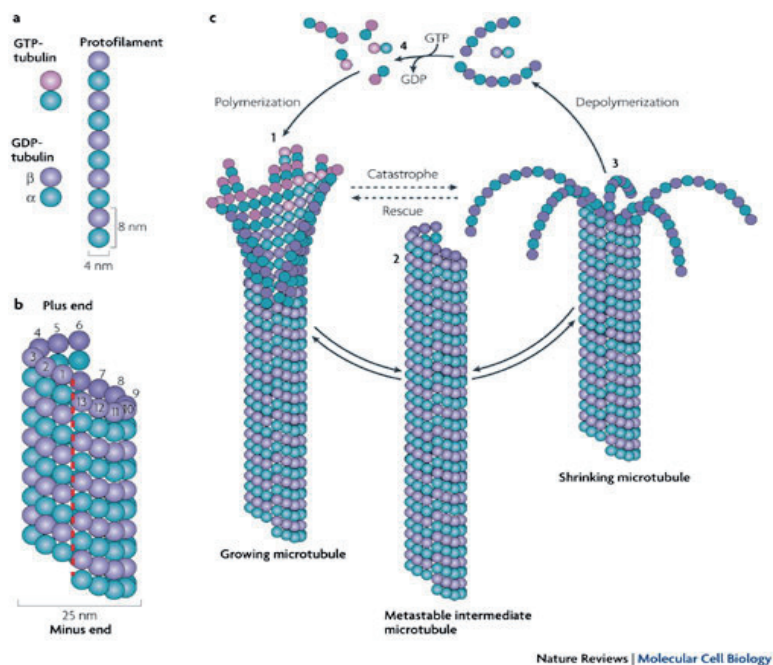 a
GTP-
tubulin
Protofilament
GDP-
tubulin
β
α
8 nm
4 nm
b
Plus end
4 5 6
3 2 1
7 8 9
13 12 11 10
25 nm
Minus end
c
4
GTP
GDP
Polymerization
Depolymerization
1
Catastrophe
Rescue
3
2
Growing microtubule
Shrinking microtubule
Metastable intermediate
microtubule
Nature Reviews | Molecular Cell Biology